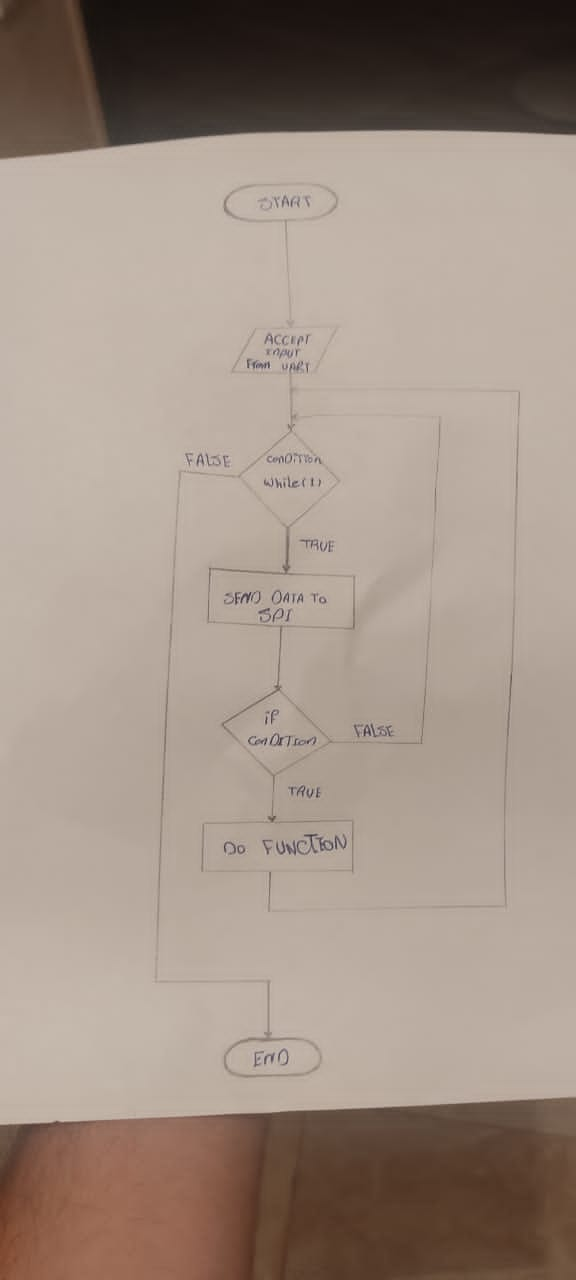 START
ACCEPT
INPUT
From UART
FALSE
conDITIon
while(1)
TRUE
SEND DATA To
SPI
if
ConDITIon
FALSE
TRUE
Do FUNCTION
END